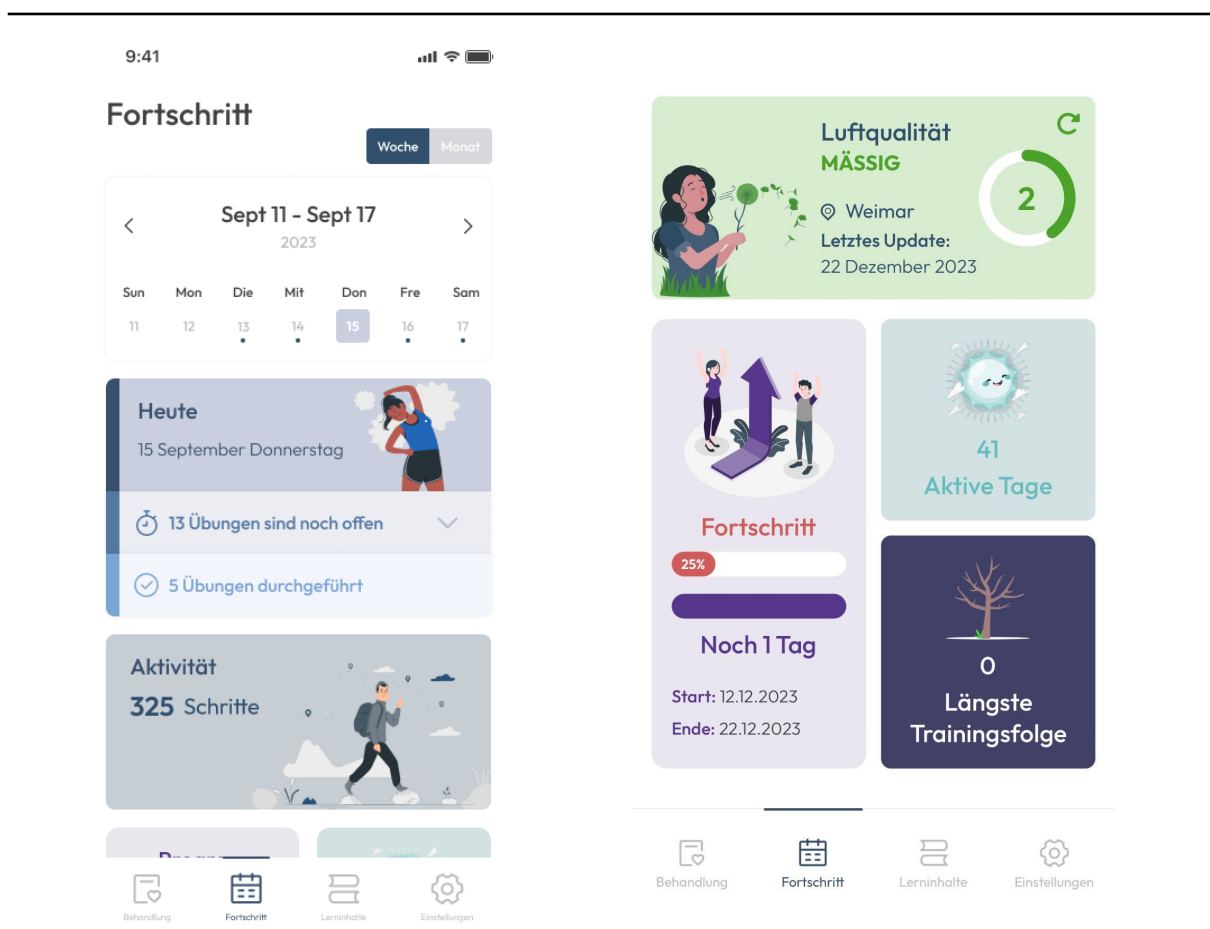 9:41
Fortschritt
Woche Monat
Sept 11 - Sept 17
2023
Sun Mon Die Mit Don Fre Sam
11 12 13 14 15 16 17
Heute
15 September Donnerstag
13 Übungen sind noch offen
5 Übungen durchgeführt
Aktivität
325 Schritte
Behandlung Fortschritt Lerninhalte Einstellungen
Luftqualität
MÄSSIG
2
Weimar
Letztes Update:
22 Dezember 2023
Fortschritt
25%
Noch 1 Tag
Start: 12.12.2023
Ende: 22.12.2023
41
Aktive Tage
0
Längste
Trainingsfolge
Behandlung Fortschritt Lerninhalte Einstellungen